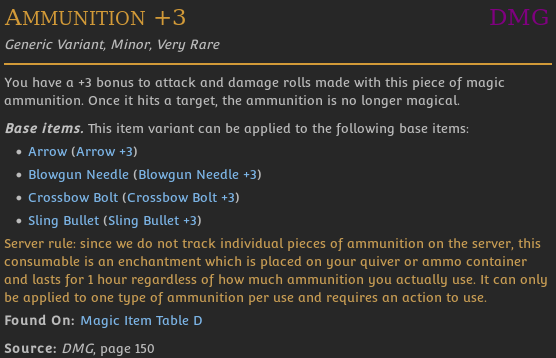 AMMUNITION +3 DMG
Generic Variant, Minor, Very Rare
You have a +3 bonus to attack and damage rolls made with this piece of magic
ammunition. Once it hits a target, the ammunition is no longer magical.
Base items. This item variant can be applied to the following base items:
• Arrow (Arrow +3)
• Blowgun Needle (Blowgun Needle +3)
• Crossbow Bolt (Crossbow Bolt +3)
• Sling Bullet (Sling Bullet +3)
Server rule: since we do not track individual pieces of ammunition on the server, this
consumable is an enchantment which is placed on your quiver or ammo container
and lasts for 1 hour regardless of how much ammunition you actually use. It can only
be applied to one type of ammunition per use and requires an action to use.
Found On: Magic Item Table D
Source: DMG, page 150